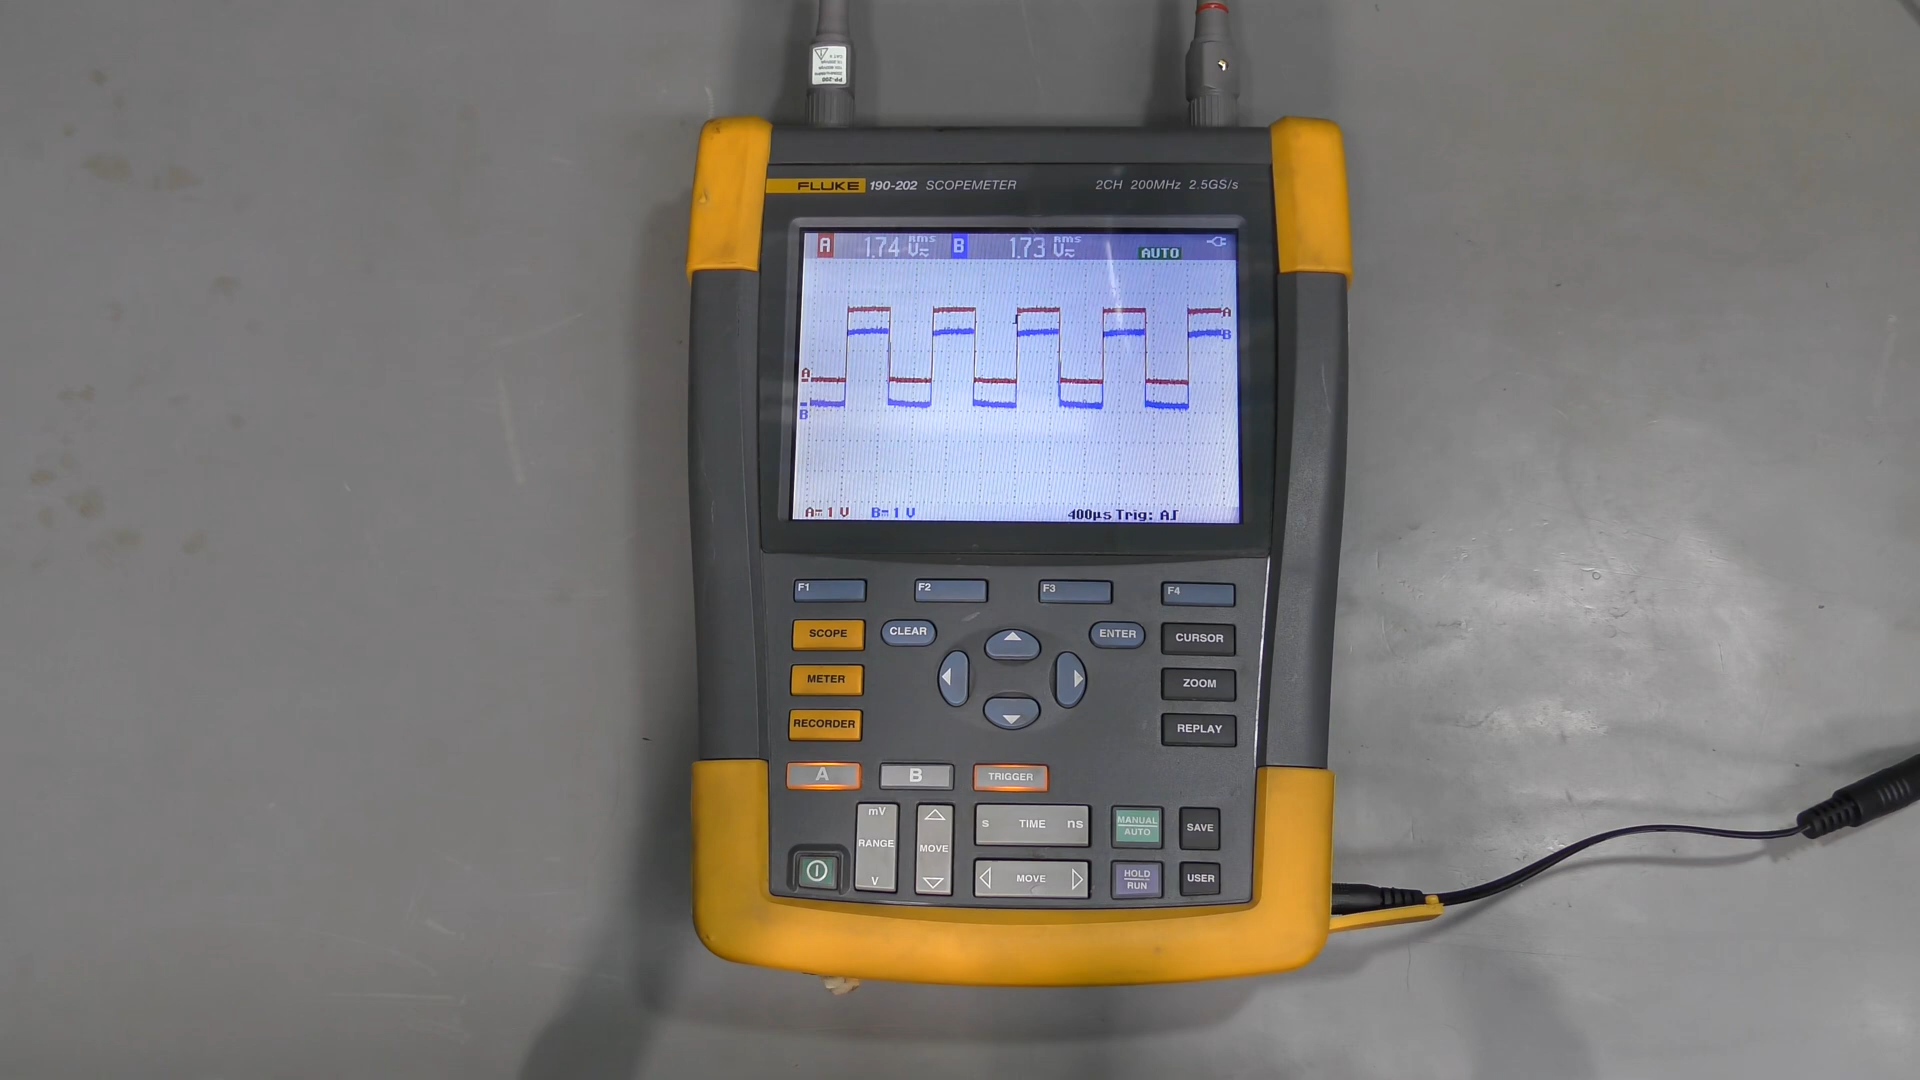 FLUKE 190-202 SCOPEMETER 2CH 200MHz 2.5GS/s
A 1.74 rms V B 1.73 rms V AUTO
A
B
A
B
A 1 V B 1 V 400µs Trig: A
F1 F2 F3 F4
SCOPE CLEAR ENTER CURSOR
METER ZOOM
RECORDER REPLAY
A B TRIGGER
mV
RANGE
V
MOVE
s TIME ns
MOVE
MANUAL
AUTO
SAVE
HOLD
RUN
USER